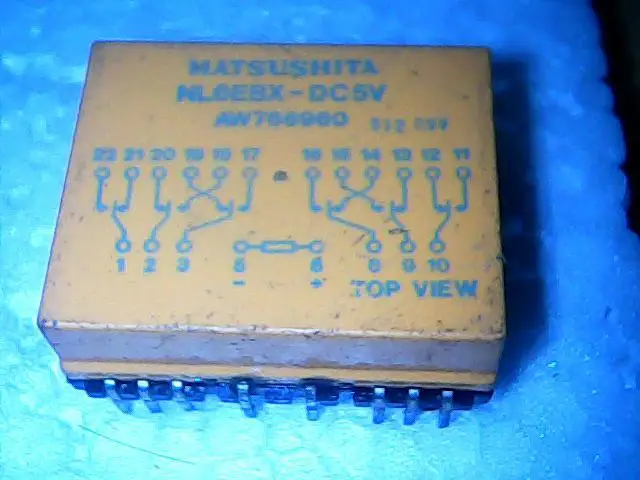 MATSUSHITA
NL6EBX-DC5V
AW766960
22 21 20 19 18 17 16 15 14 13 12 11
1 2 3 5 6 8 9 10
- + TOP VIEW